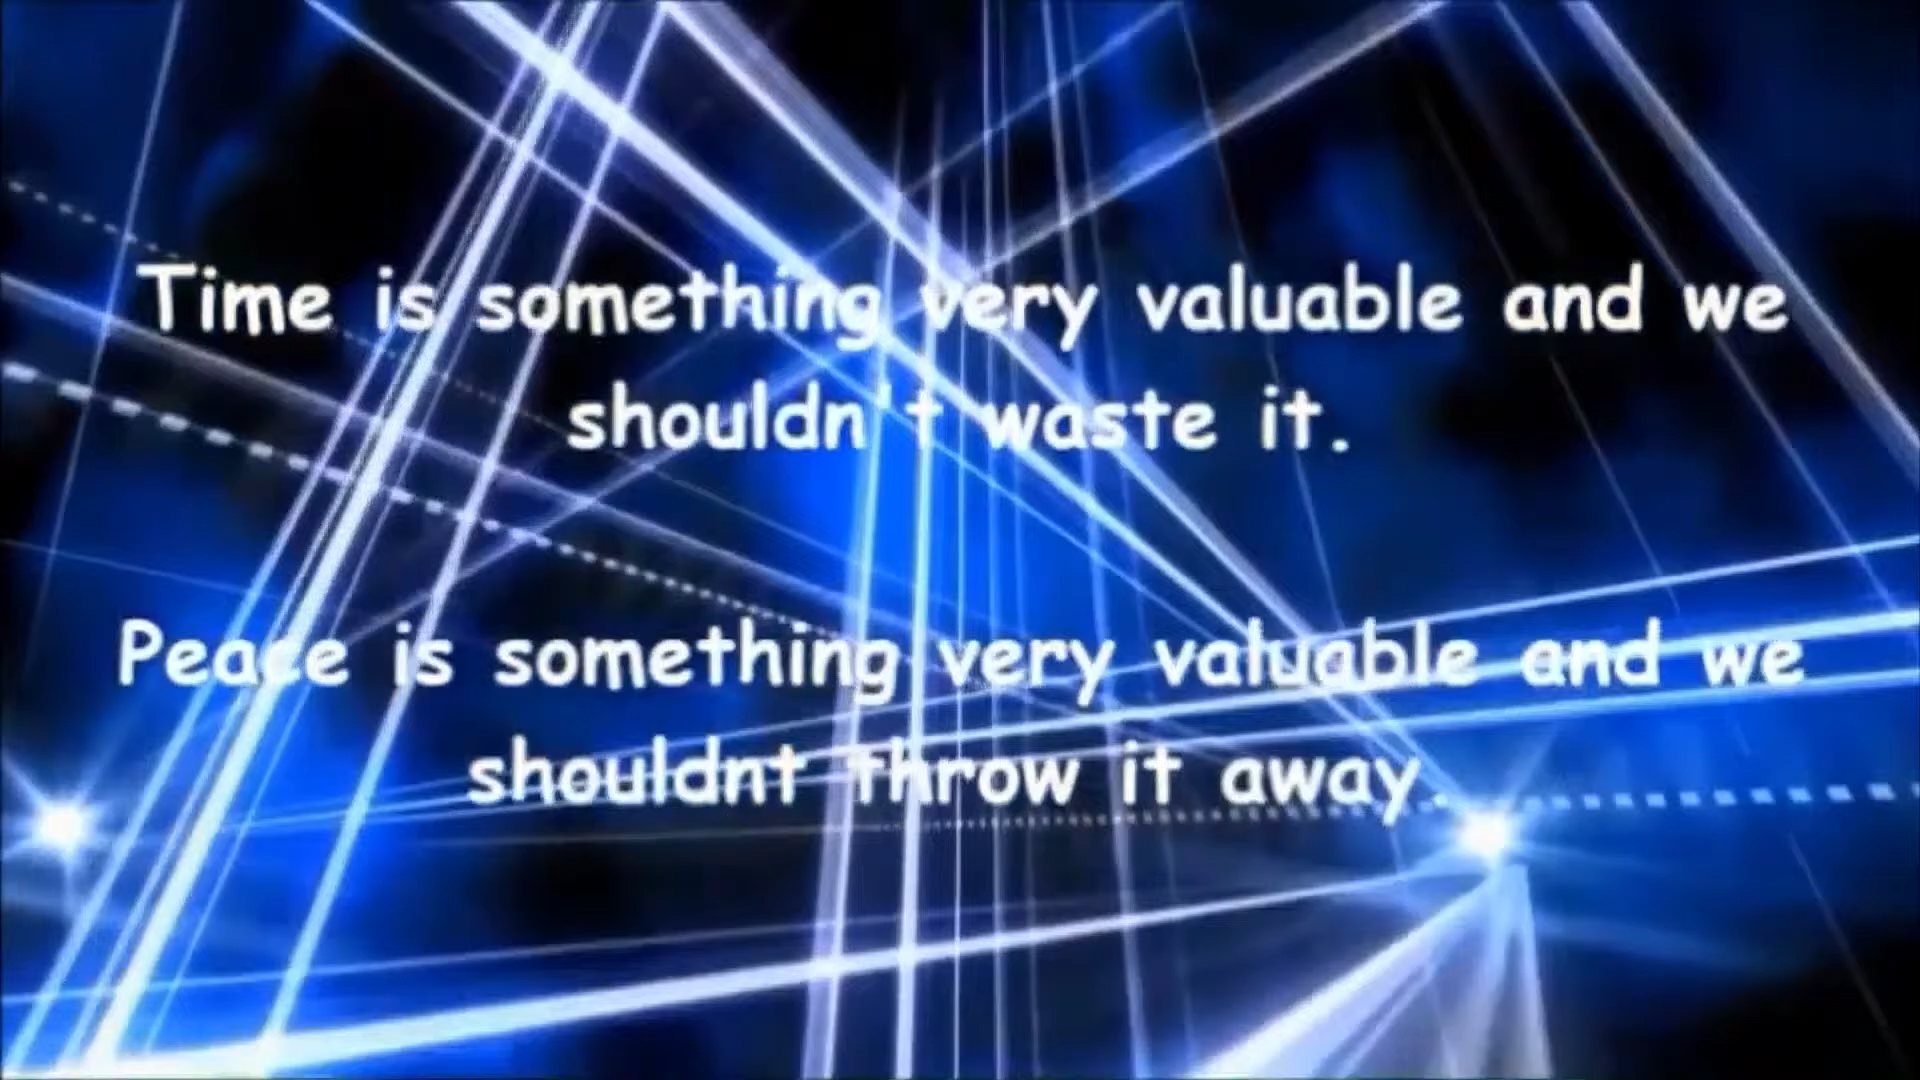 Time is something very valuable and we
shouldn't waste it.
Peace is something very valuable and we
shouldnt throw it away.